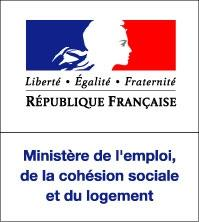 Liberté • Égalité • Fraternité
RÉPUBLIQUE FRANÇAISE
Ministère de l'emploi,
de la cohésion sociale
et du logement